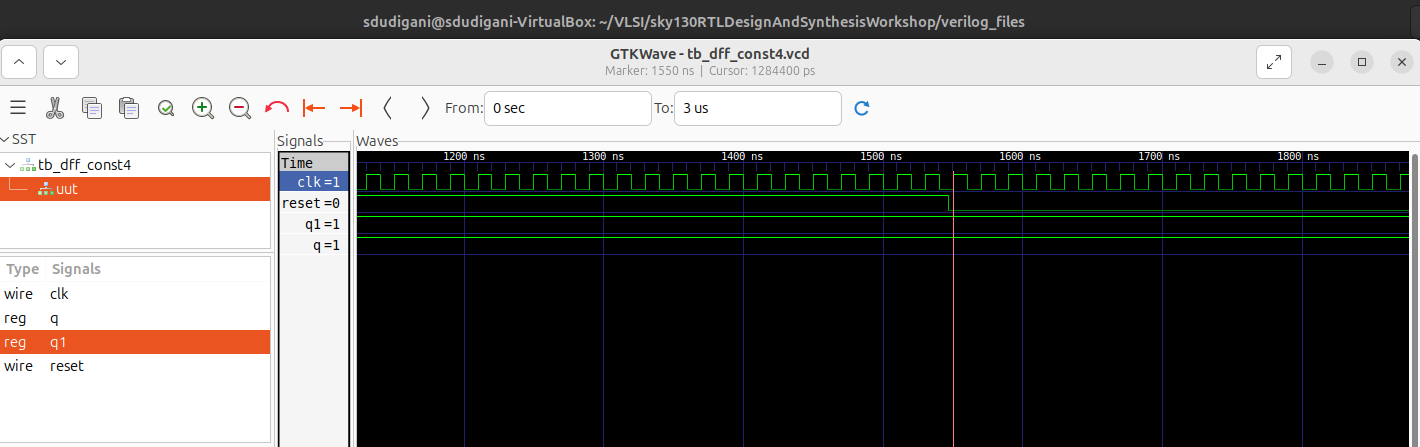 sdudigani@sdudigani-VirtualBox: ~/VLSI/sky130RTLDesignAndSynthesisWorkshop/verilog_files
GTKWave - tb_dff_const4.vcd
Marker: 1550 ns | Cursor: 1284400 ps
From: 0 sec To: 3 us
SST
tb_dff_const4
uut
Type Signals
wire clk
reg q
reg q1
wire reset
Signals
Time
clk=1
reset=0
q1=1
q=1
Waves
1200 ns 1300 ns 1400 ns 1500 ns 1600 ns 1700 ns 1800 ns